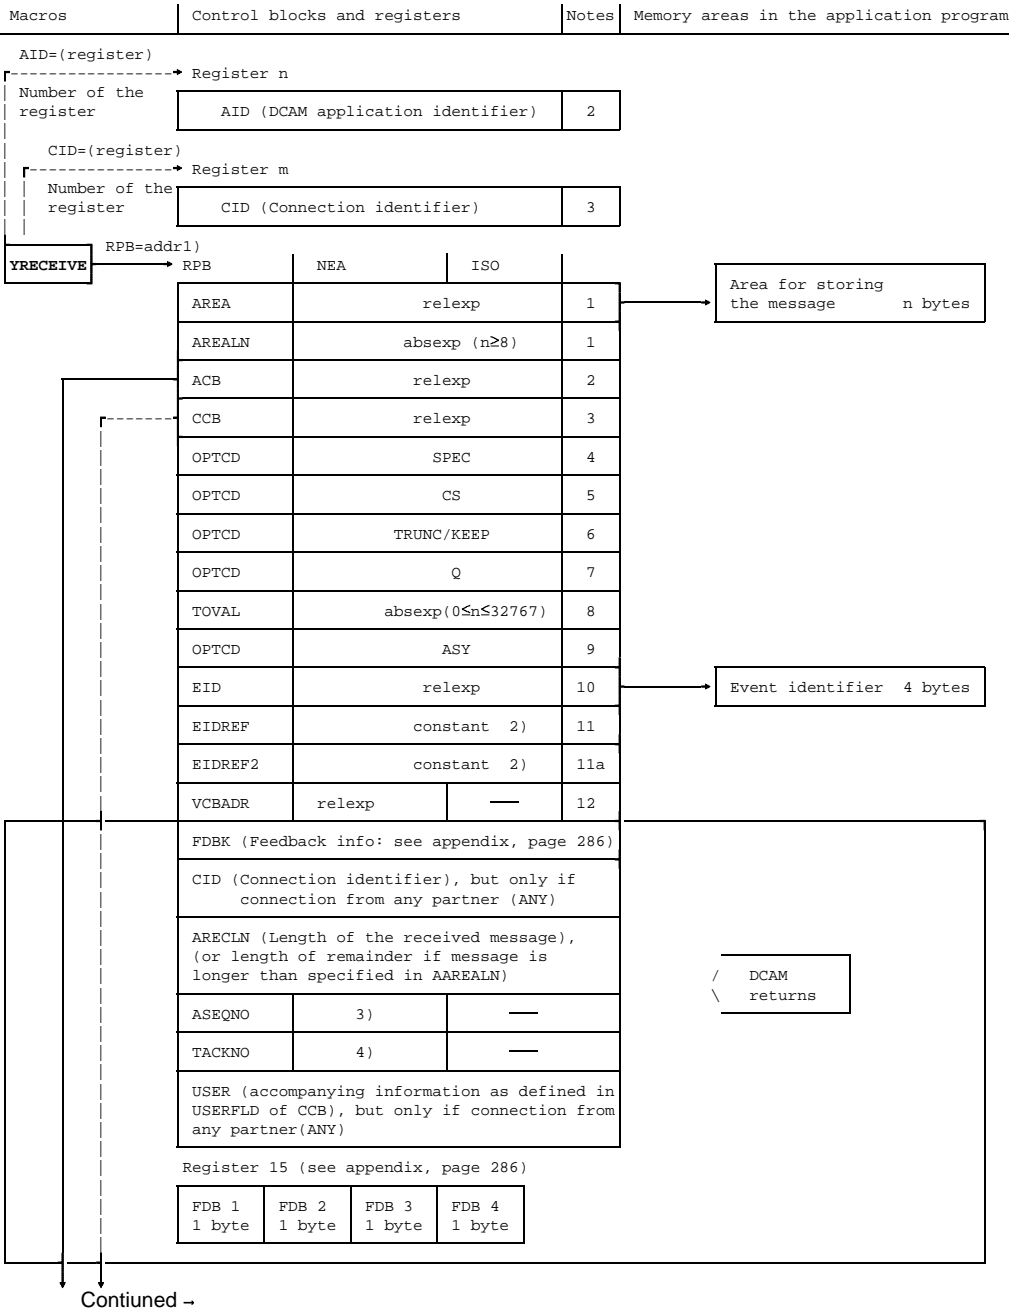 Macros Control blocks and registers Notes Memory areas in the application program
AID=(register)
Register n
Number of the
register
AID (DCAM application identifier) 2
CID=(register)
Register m
Number of the
register
CID (Connection identifier) 3
RPB=addr1)
YRECEIVE RPB NEA ISO
AREA relexp 1
Area for storing
the message n bytes
AREALN absexp (n≥8) 1
ACB relexp 2
CCB relexp 3
OPTCD SPEC 4
OPTCD CS 5
OPTCD TRUNC/KEEP 6
OPTCD Q 7
TOVAL absexp(0≤n≤32767) 8
OPTCD ASY 9
EID relexp 10 Event identifier 4 bytes
EIDREF constant 2) 11
EIDREF2 constant 2) 11a
VCBADR relexp — 12
FDBK (Feedback info: see appendix, page 286)
CID (Connection identifier), but only if
connection from any partner (ANY)
ARECLN (Length of the received message),
(or length of remainder if message is
longer than specified in AAREALN)
/ DCAM
\ returns
ASEQNO 3) —
TACKNO 4) —
USER (accompanying information as defined in
USERFLD of CCB), but only if connection from
any partner(ANY)
Register 15 (see appendix, page 286)
FDB 1 FDB 2 FDB 3 FDB 4
1 byte 1 byte 1 byte 1 byte
Contiuned →